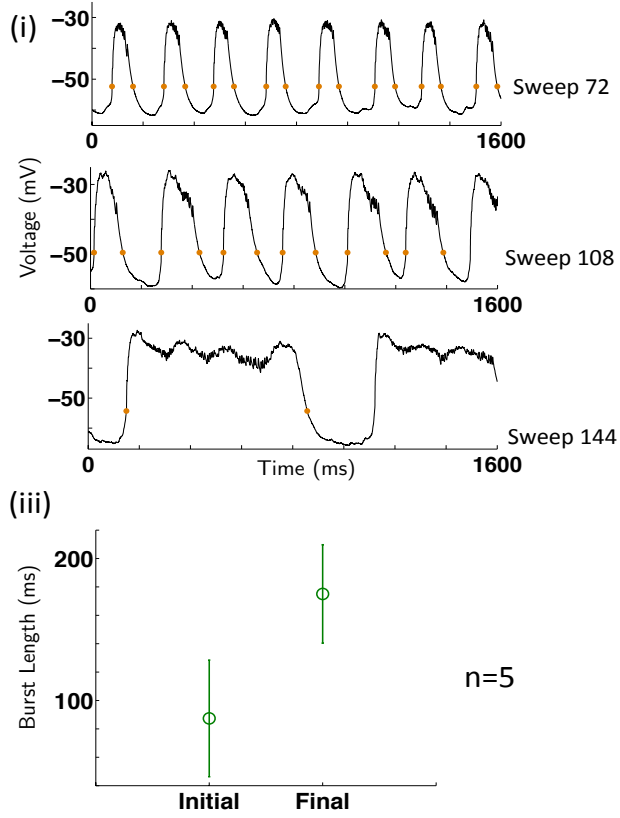 (i)
−30
−50
Sweep 72
0
1600
−30
−50
Sweep 108
0
1600
Voltage (mV)
−30
−50
Sweep 144
0
1600
Time (ms)
(iii)
200
100
Burst Length (ms)
n=5
Initial
Final